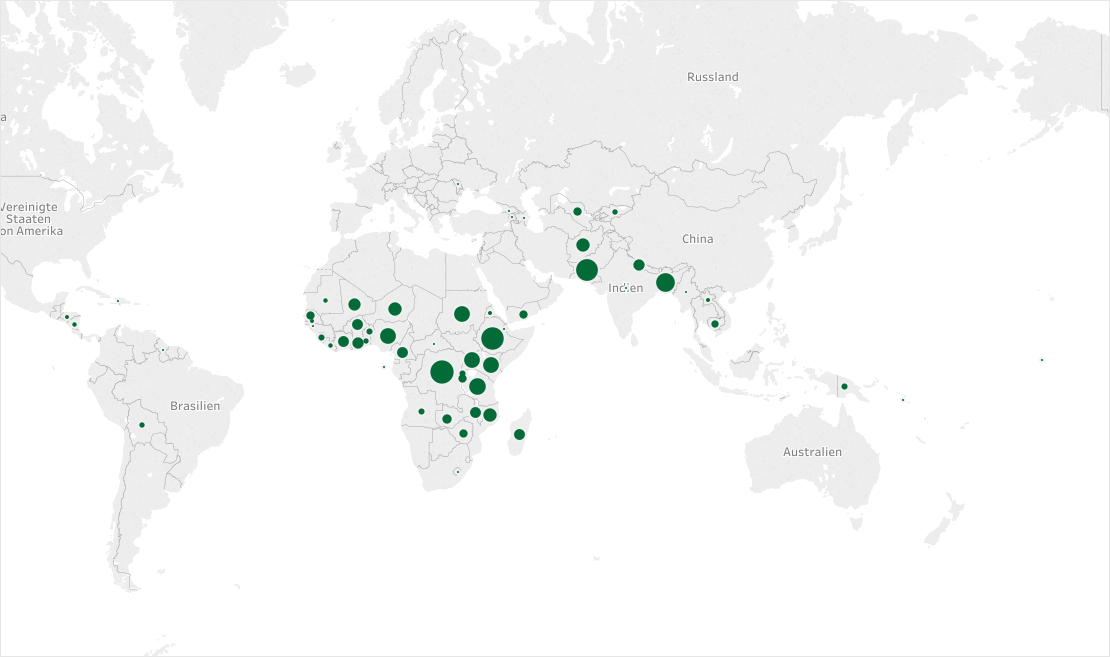 Russland
a
Vereinigte
Staaten
on Amerika
China
Indien
Brasilien
Australien